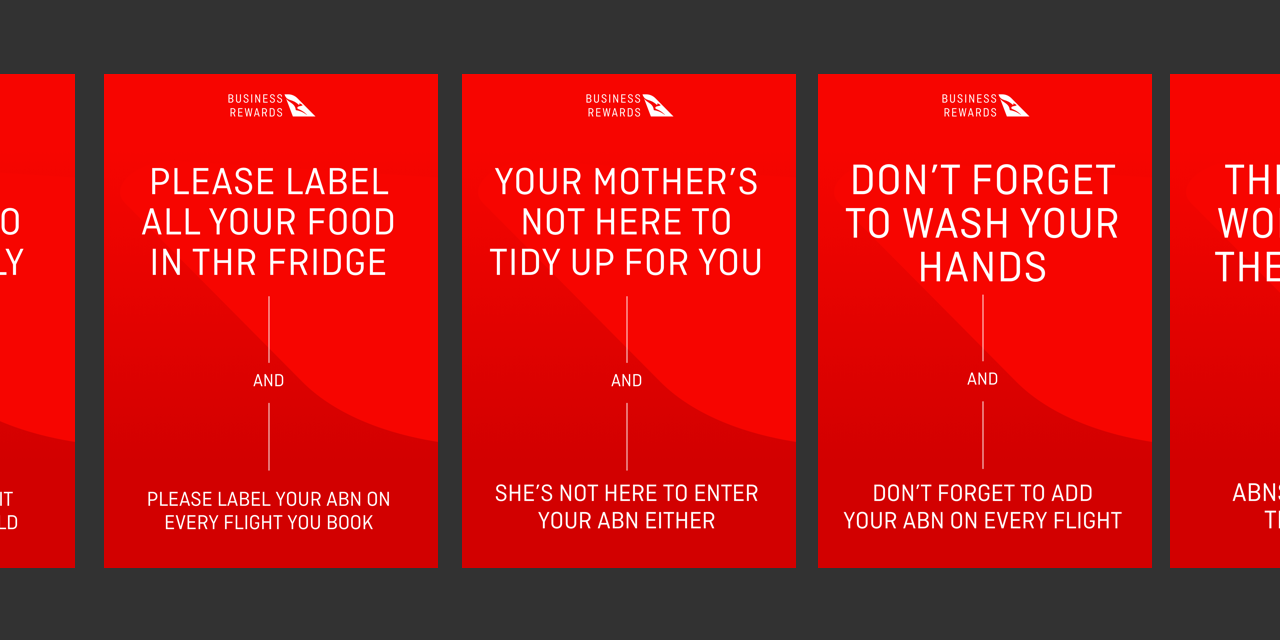 O
LY
LD
BUSINESS
REWARDS
PLEASE LABEL
ALL YOUR FOOD
IN THR FRIDGE
AND
PLEASE LABEL YOUR ABN ON
EVERY FLIGHT YOU BOOK
BUSINESS
REWARDS
YOUR MOTHER’S
NOT HERE TO
TIDY UP FOR YOU
AND
SHE’S NOT HERE TO ENTER
YOUR ABN EITHER
BUSINESS
REWARDS
DON’T FORGET
TO WASH YOUR
HANDS
AND
DON’T FORGET TO ADD
YOUR ABN ON EVERY FLIGHT
WO
THE
ABNS